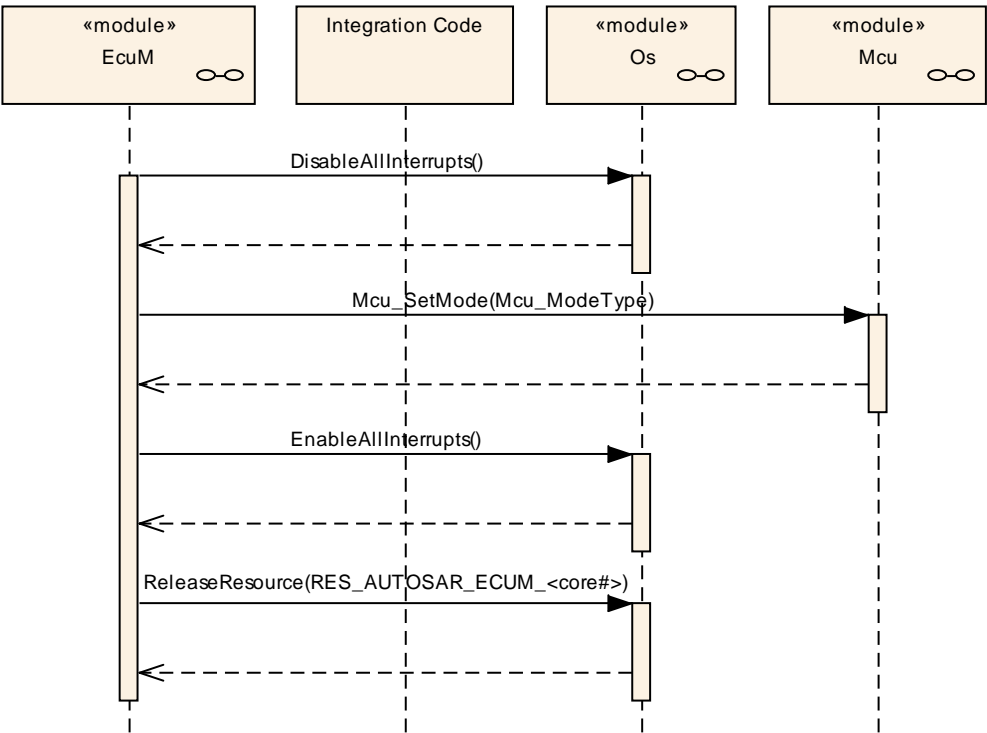 «module»
EcuM
Integration Code
«module»
Os
«module»
Mcu
DisableAllInterrupts()
Mcu_SetMode(Mcu_ModeType)
EnableAllInterrupts()
ReleaseResource(RES_AUTOSAR_ECUM_<core#>)